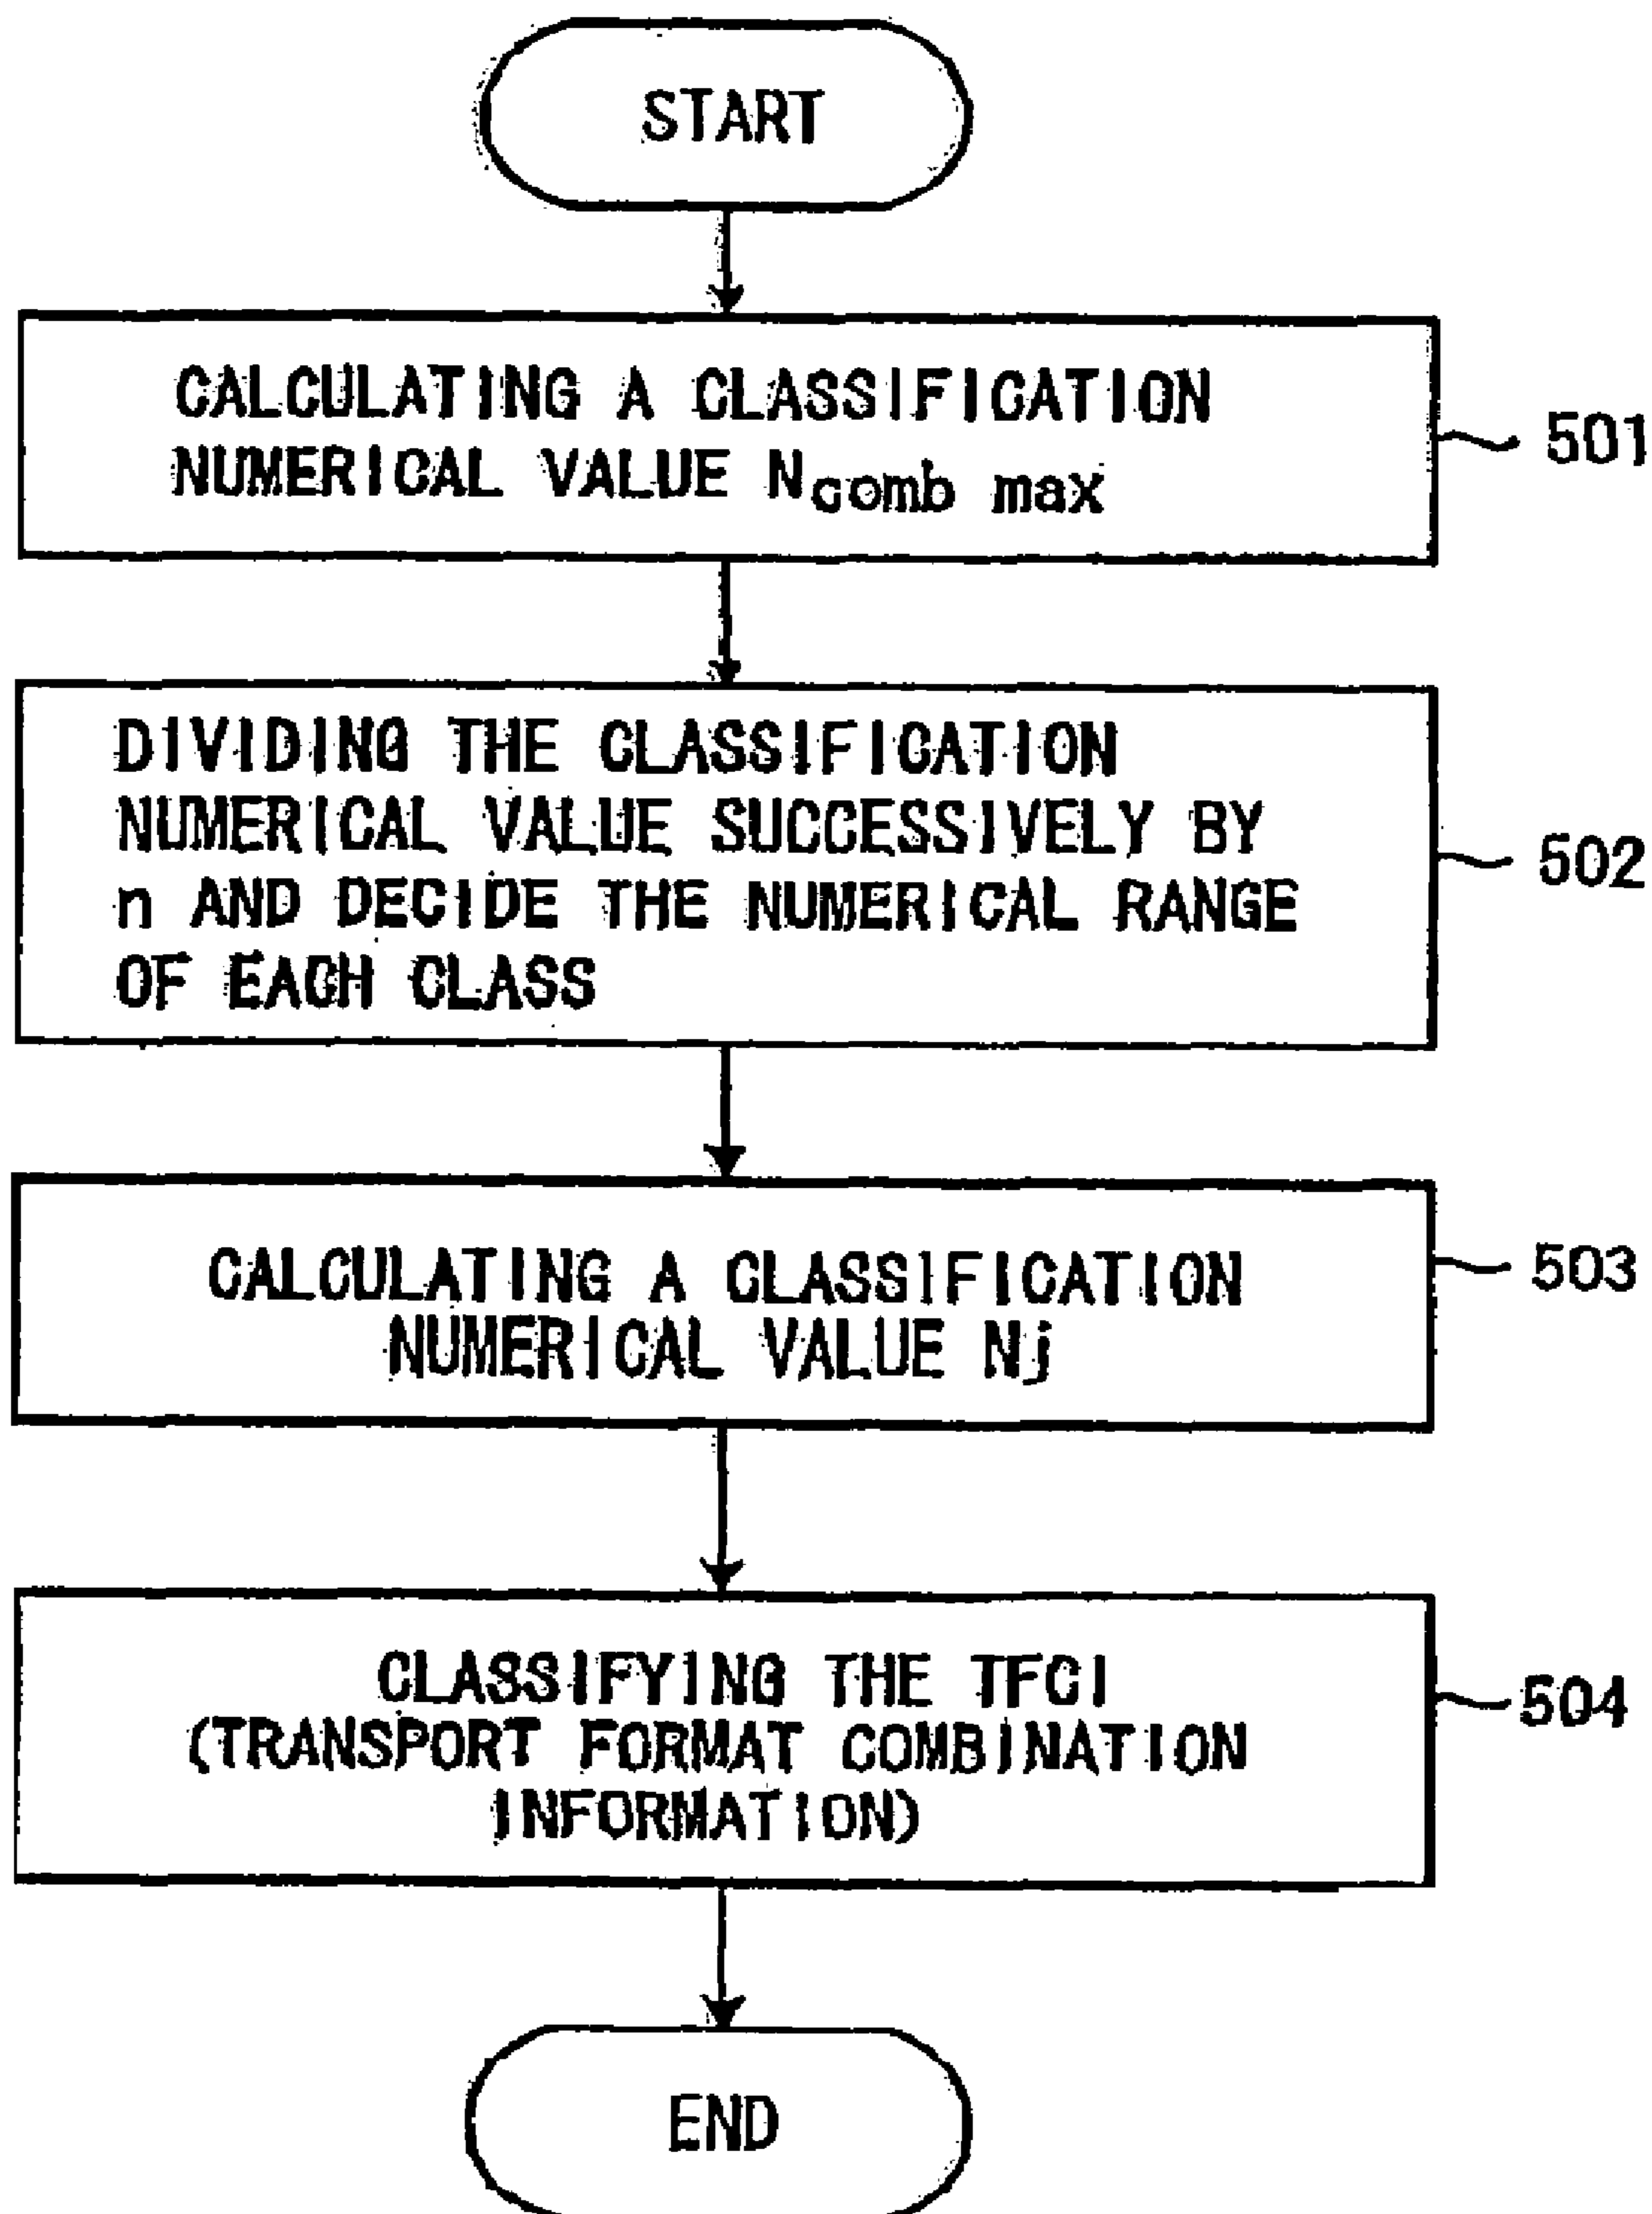 START
CALCULATING A CLASSIFICATION
NUMERICAL VALUE Ncomb max
501
DIVIDING THE CLASSIFICATION
NUMERICAL VALUE SUCCESSIVELY BY
n AND DECIDE THE NUMERICAL RANGE
OF EACH CLASS
502
CALCULATING A CLASSIFICATION
NUMERICAL VALUE Nj
503
CLASSIFYING THE TFCI
(TRANSPORT FORMAT COMBINATION
INFORMATION)
504
END